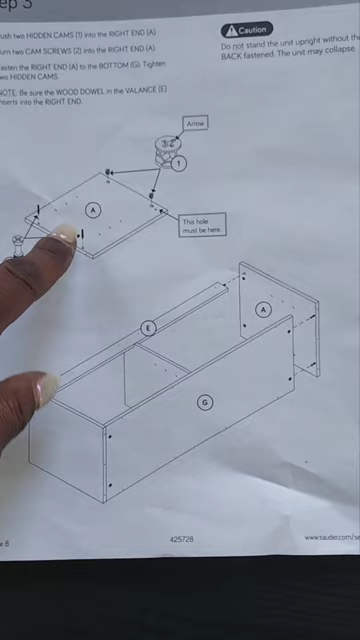 ep 3
ush two HIDDEN CAMS (1) into the RIGHT END (A)
urn two CAM SCREWS (2) into the RIGHT END (A)
asten the RIGHT END (A) to the BOTTOM (G). Tighten
wo HIDDEN CAMS.
NOTE: Be sure the WOOD DOWEL in the VALANCE (E)
nserts into the RIGHT END.
Caution
Do not stand the unit upright without the
BACK fastened. The unit may collapse.
Arrow
1
A
This hole
must be here.
A
E
G
e 8
425728
www.sauder.com/se